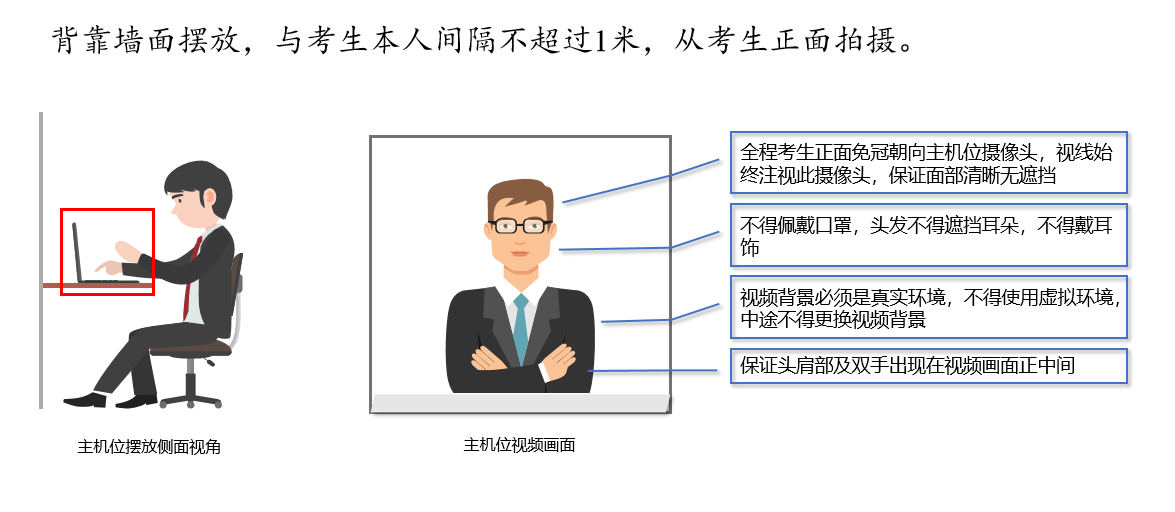 背靠墙面摆放，与考生本人间隔不超过1米，从考生正面拍摄。
全程考生正面免冠朝向主机位摄像头，视线始
终注视此摄像头，保证面部清晰无遮挡
不得佩戴口罩，头发不得遮挡耳朵，不得戴耳
饰
视频背景必须是真实环境，不得使用虚拟环境，
中途不得更换视频背景
保证头肩部及双手出现在视频画面正中间
主机位摆放侧面视角
主机位视频画面